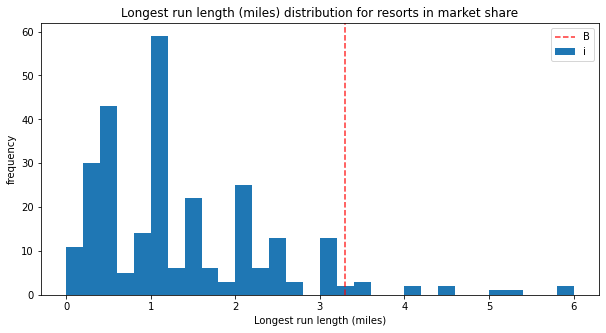 Longest run length (miles) distribution for resorts in market share
B
i
frequency
60
50
40
30
20
10
0
0 1 2 3 4 5 6
Longest run length (miles)